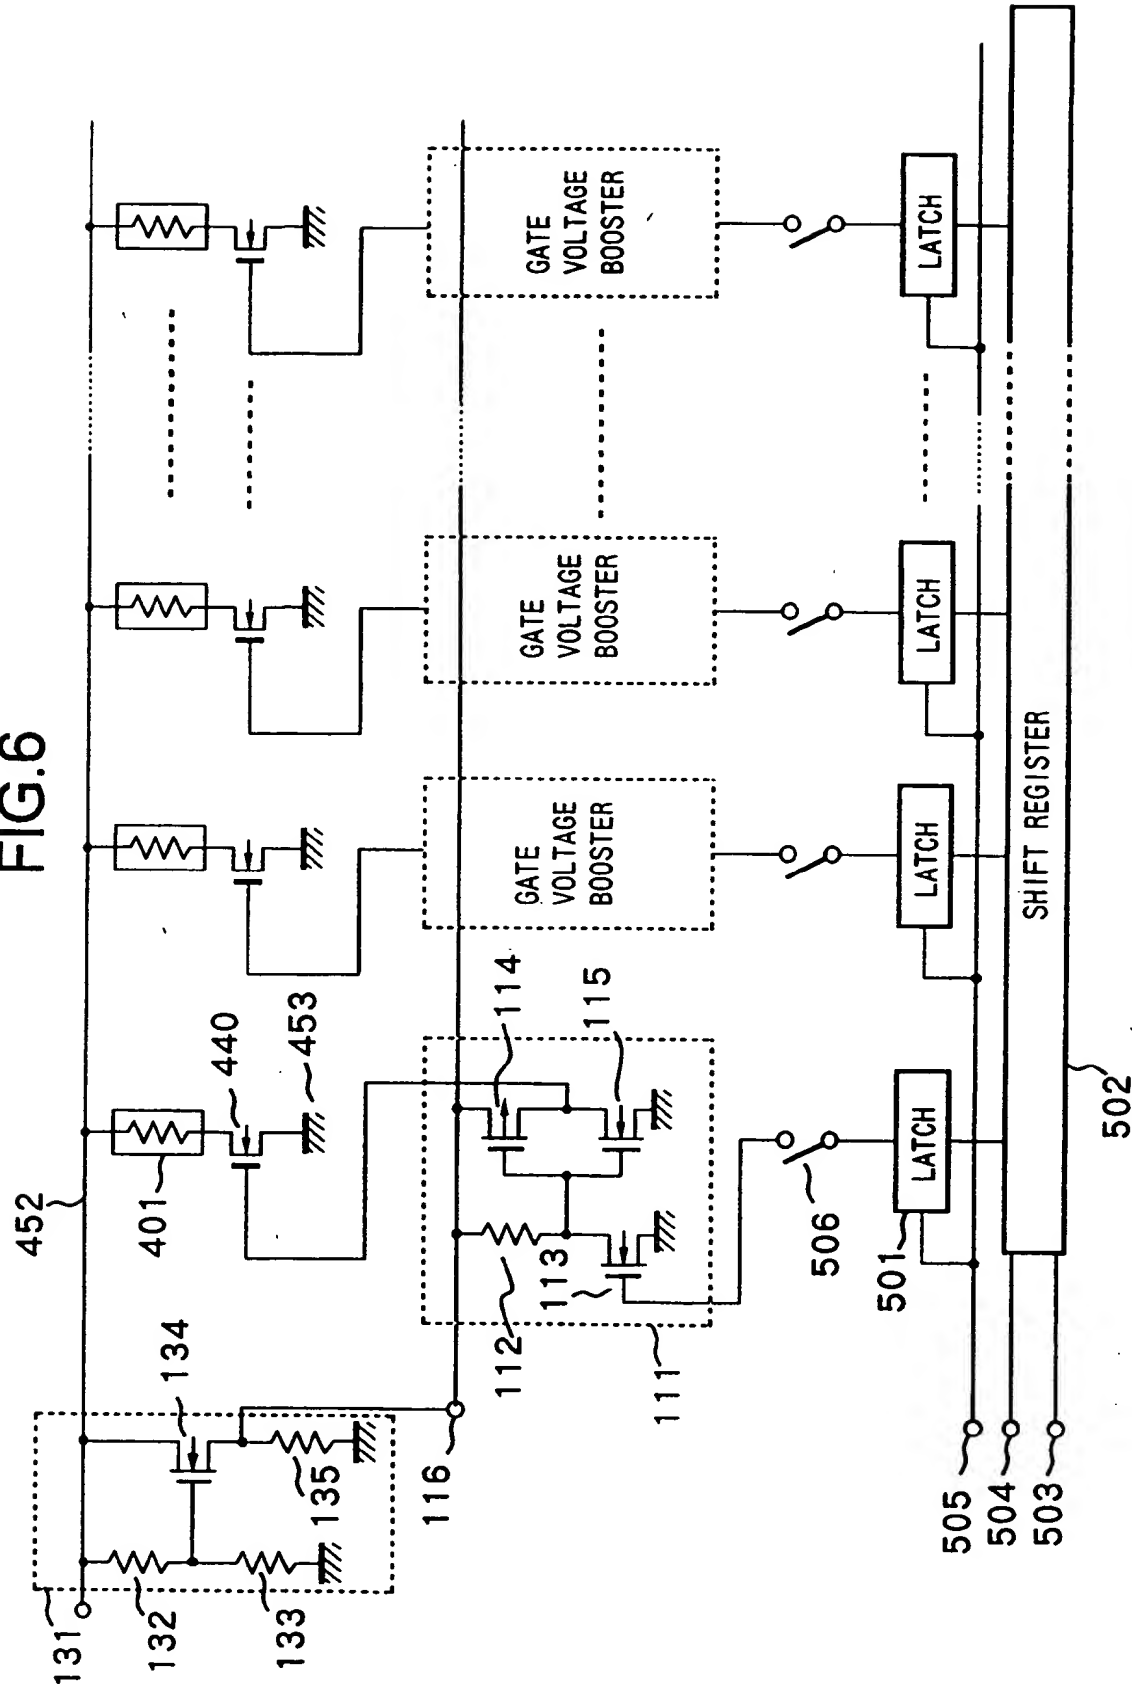 FIG.6
452
131
132
133
134
135
116
401
440
453
111
112
113
114
115
GATE
VOLTAGE
BOOSTER
GATE
VOLTAGE
BOOSTER
GATE
VOLTAGE
BOOSTER
506
501
LATCH
LATCH
LATCH
LATCH
505
504
503
SHIFT REGISTER
502